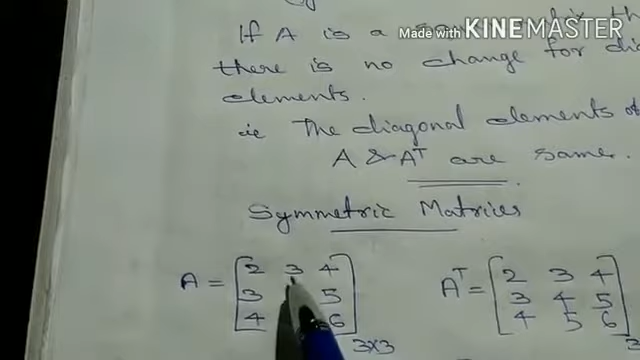 Made with KINEMASTER
If A is a
there is no change for
elements.
ie The diagonal elements of
A & Aᵀ are same.
Symmetric Matrices
A = [2 3 4 Aᵀ = [2 3 4]
3 5 3 4 5
4 6] 3×3 4 5 6]